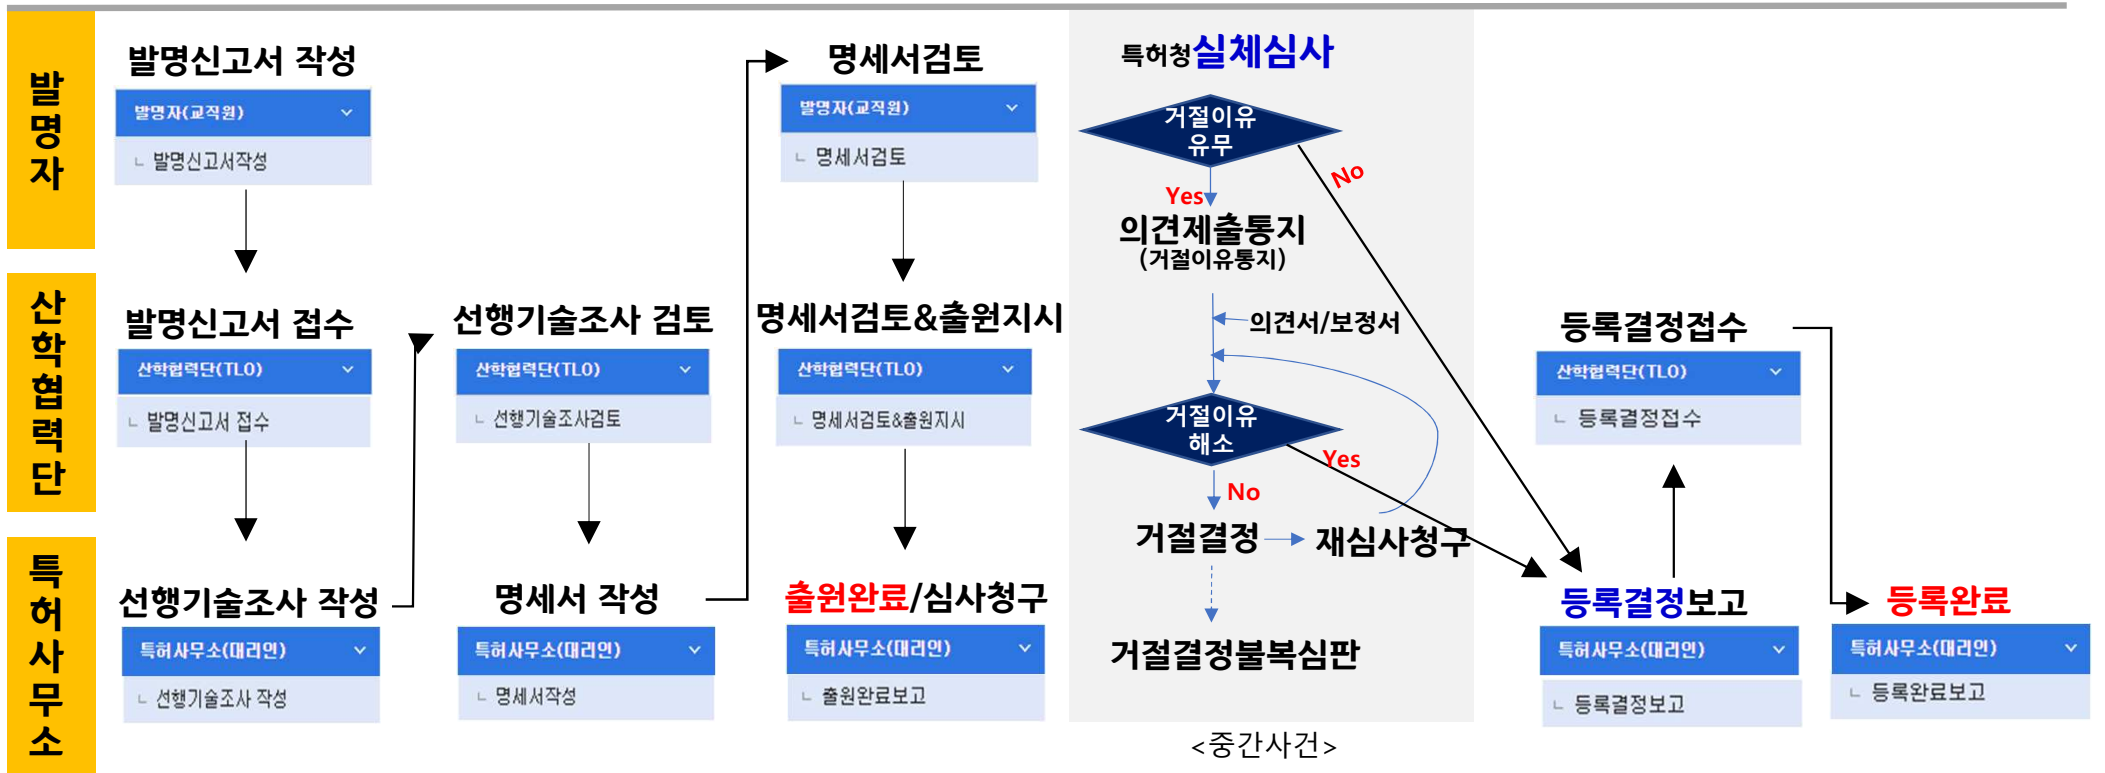 발명자
발명신고서 작성
발명자(교직원)
ㄴ 발명신고서작성
명세서검토
발명자(교직원)
ㄴ 명세서검토
산학협력단
발명신고서 접수
산학협력단(TLO)
ㄴ 발명신고서 접수
선행기술조사 검토
산학협력단(TLO)
ㄴ 선행기술조사검토
명세서검토&출원지시
산학협력단(TLO)
ㄴ 명세서검토&출원지시
특허사무소
선행기술조사 작성
특허사무소(대리인)
ㄴ 선행기술조사 작성
명세서 작성
특허사무소(대리인)
ㄴ 명세서작성
출원완료/심사청구
특허사무소(대리인)
ㄴ 출원완료보고
특허청실체심사
거절이유
유무
No
Yes
의견제출통지
(거절이유통지)
의견서/보정서
거절이유
해소
Yes
No
거절결정
재심사청구
거절결정불복심판
<중간사건>
등록결정접수
산학협력단(TLO)
ㄴ 등록결정접수
등록결정보고
특허사무소(대리인)
ㄴ 등록결정보고
등록완료
특허사무소(대리인)
ㄴ 등록완료보고